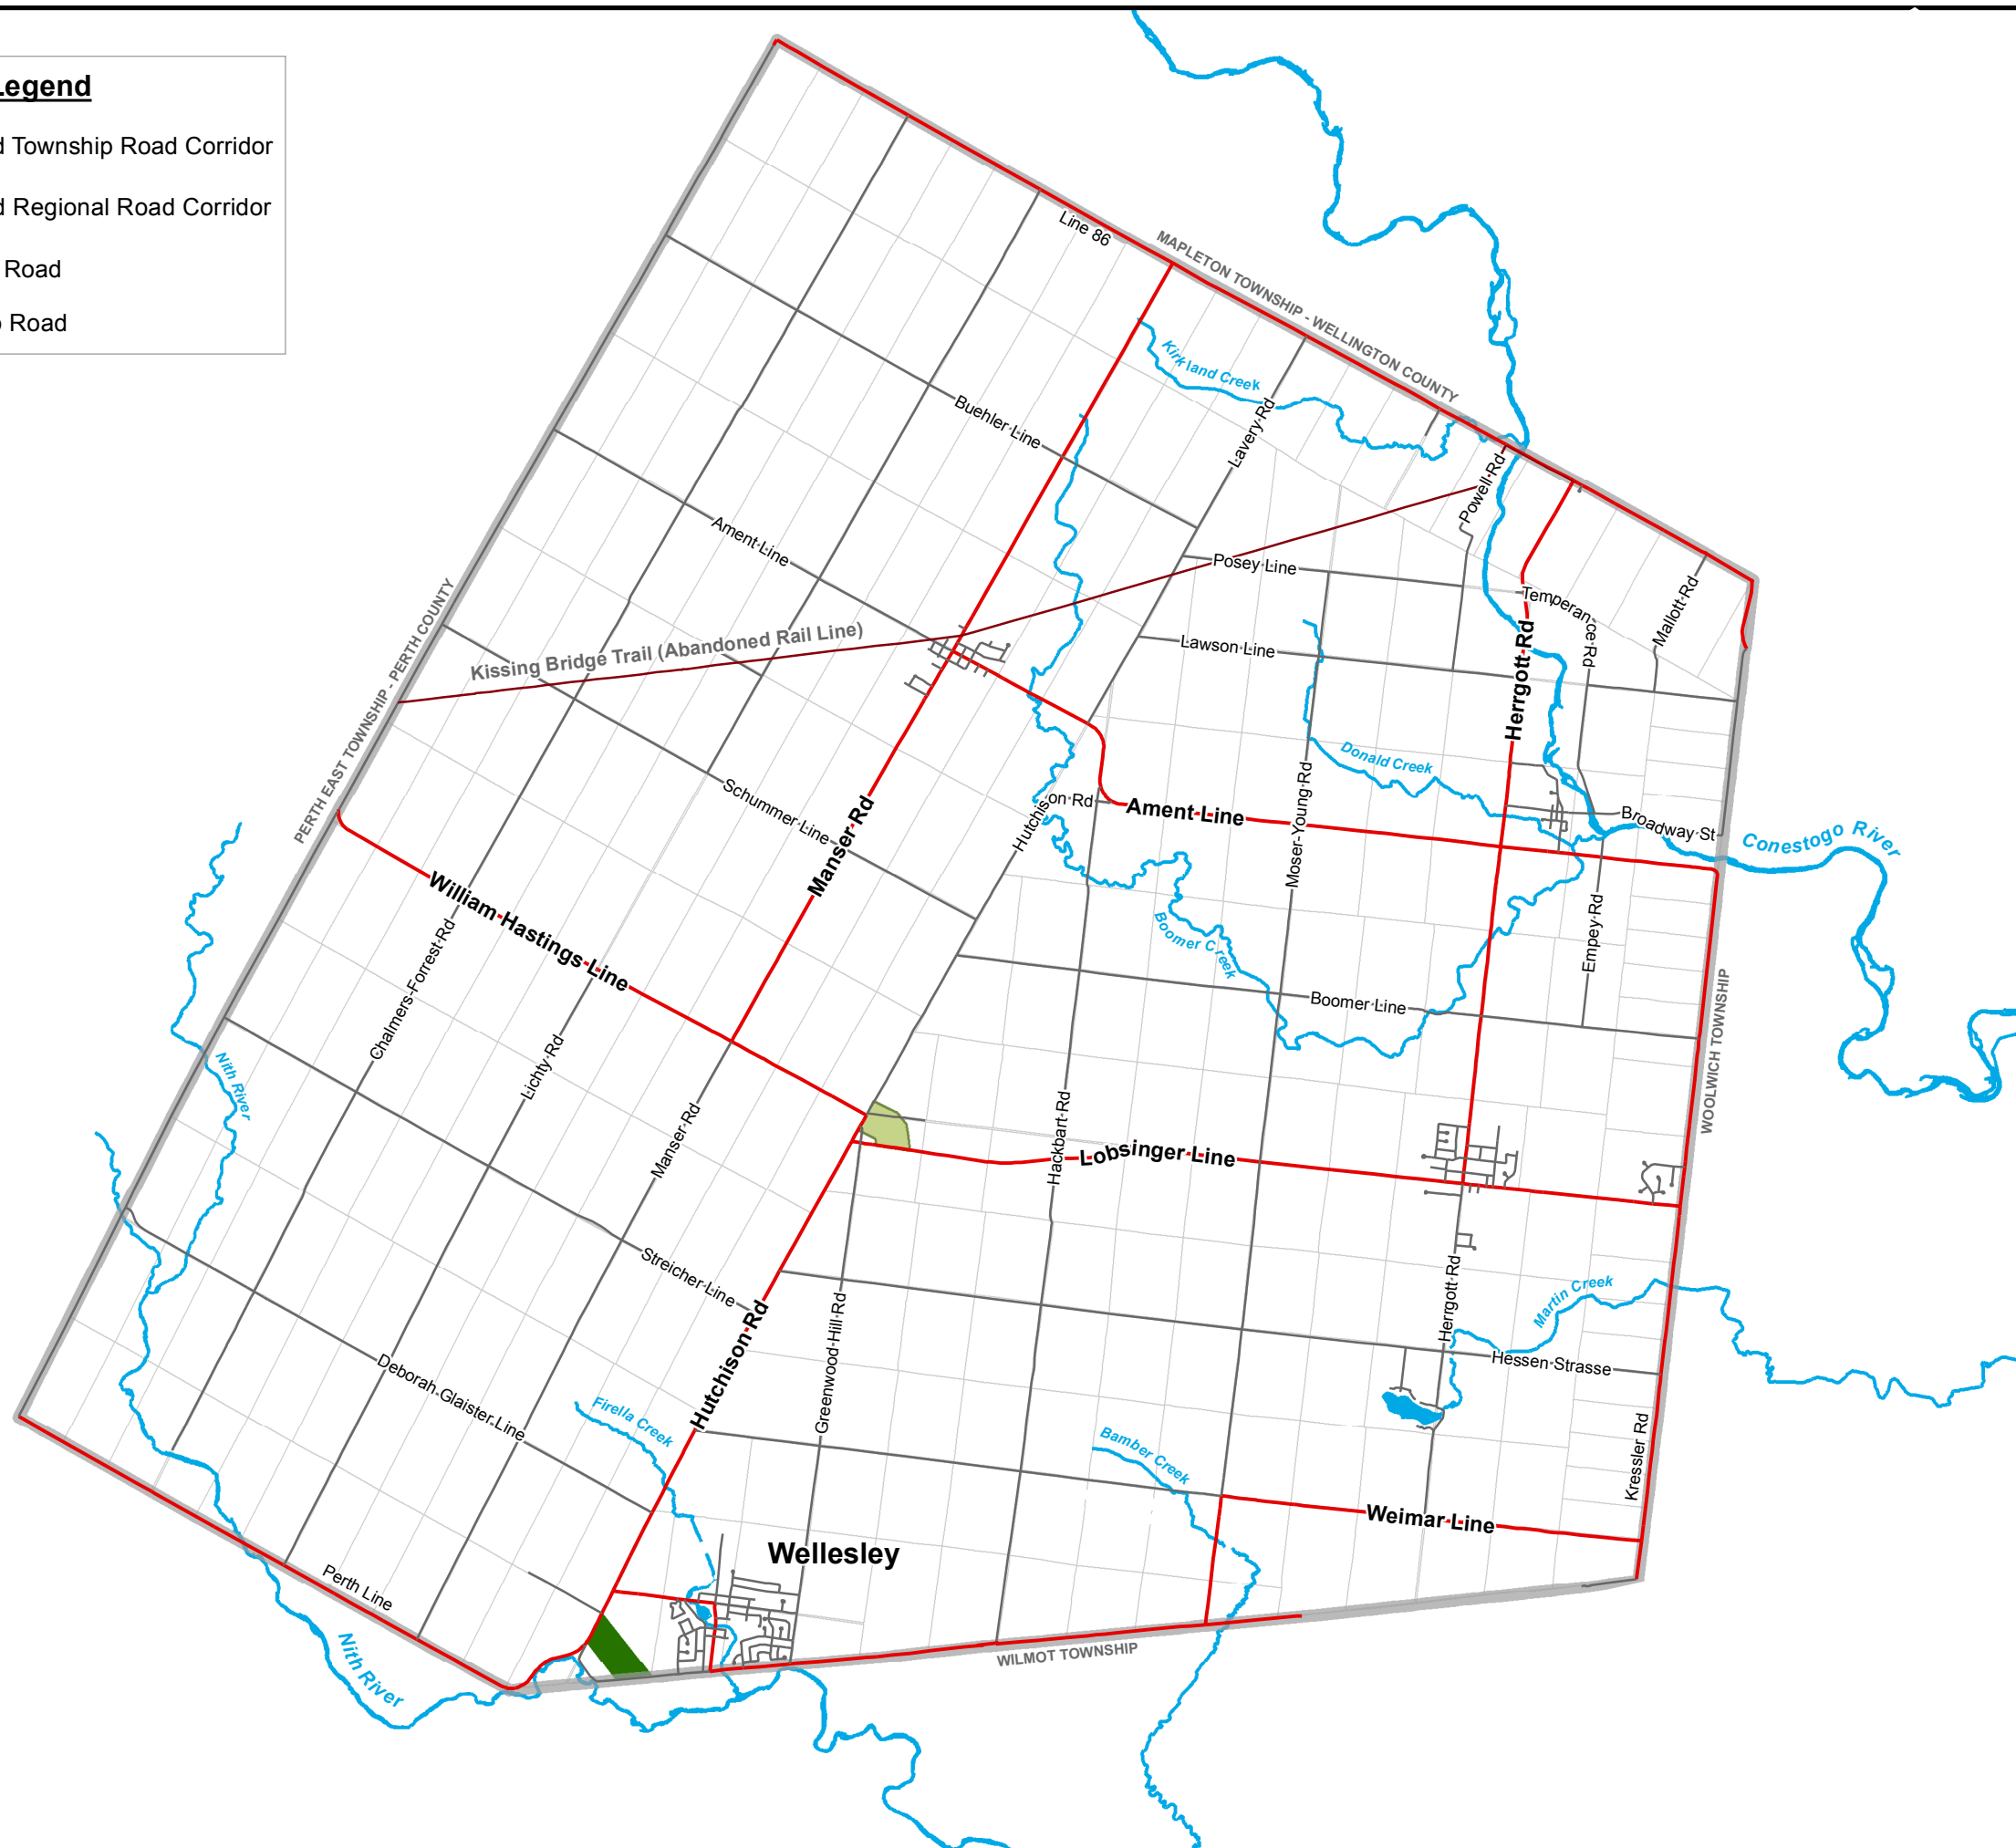 Legend
d Township Road Corridor
d Regional Road Corridor
Road
Road
Line 86
MAPLETON TOWNSHIP - WELLINGTON COUNTY
Kirkland Creek
Lavery Rd
Buehler Line
Powell Rd
Ament Line
Posey Line
Temperance Rd
Mallott Rd
PERTH EAST TOWNSHIP - PERTH COUNTY
Kissing Bridge Trail (Abandoned Rail Line)
Lawson Line
Herrgott Rd
Donald Creek
Schummer Line
Manser Rd
Hutchison Rd
Ament Line
Moser-Young Rd
Broadway St
Conestogo River
William Hastings Line
Chalmers-Forrest Rd
Boomer Creek
Empey Rd
Boomer Line
Lichty Rd
Nith River
WOOLWICH TOWNSHIP
Manser Rd
Hackbart Rd
Lobsinger Line
Streicher Line
Herrgott Rd
Martin Creek
Hutchison Rd
Greenwood Hill Rd
Hessen Strasse
Deborah Glaister Line
Firella Creek
Bamber Creek
Kressler Rd
Weimar Line
Wellesley
Perth Line
WILMOT TOWNSHIP
Nith River